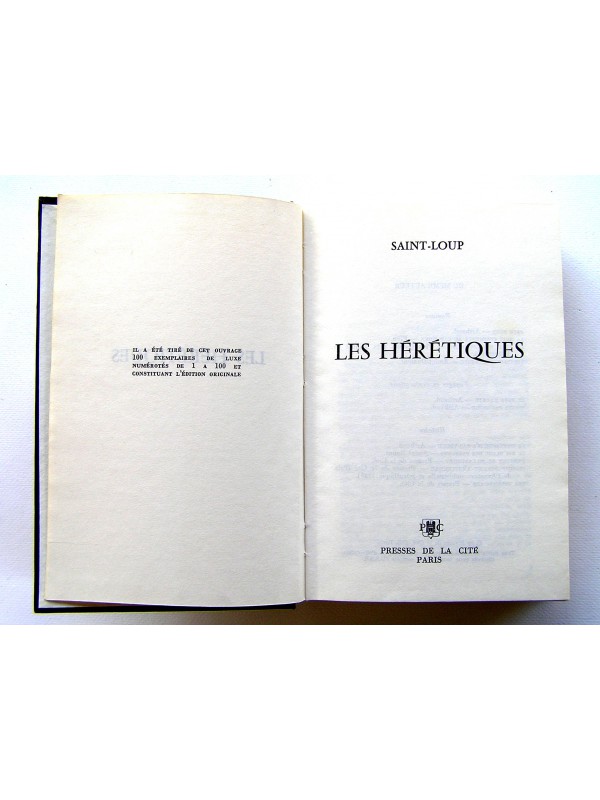 IL A ÉTÉ TIRÉ DE CET OUVRAGE
100 EXEMPLAIRES DE LUXE
NUMÉROTÉS DE 1 A 100 ET
CONSTITUANT L'ÉDITION ORIGINALE
SAINT-LOUP
LES HÉRÉTIQUES
P C
PRESSES DE LA CITÉ
PARIS